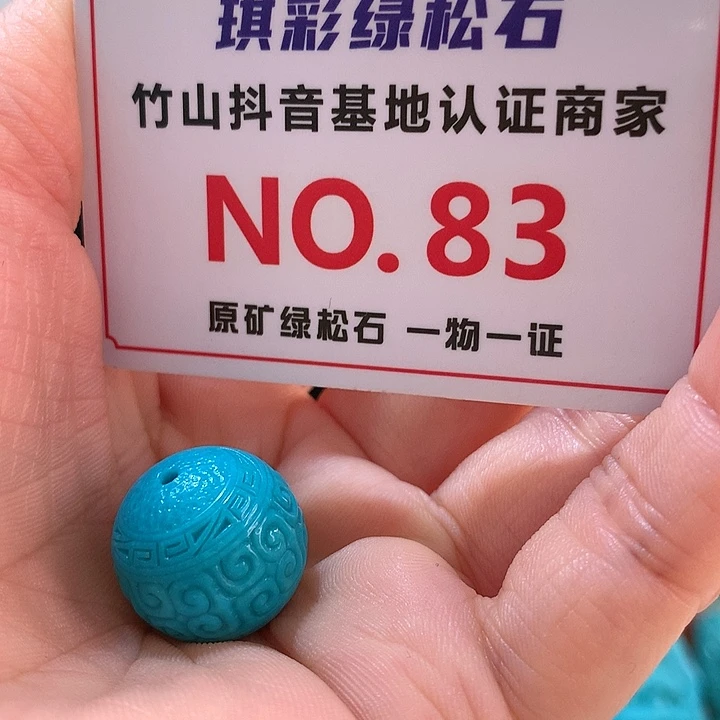 琪彩绿松石
竹山抖音基地认证商家
NO.83
原矿绿松石 一物一证